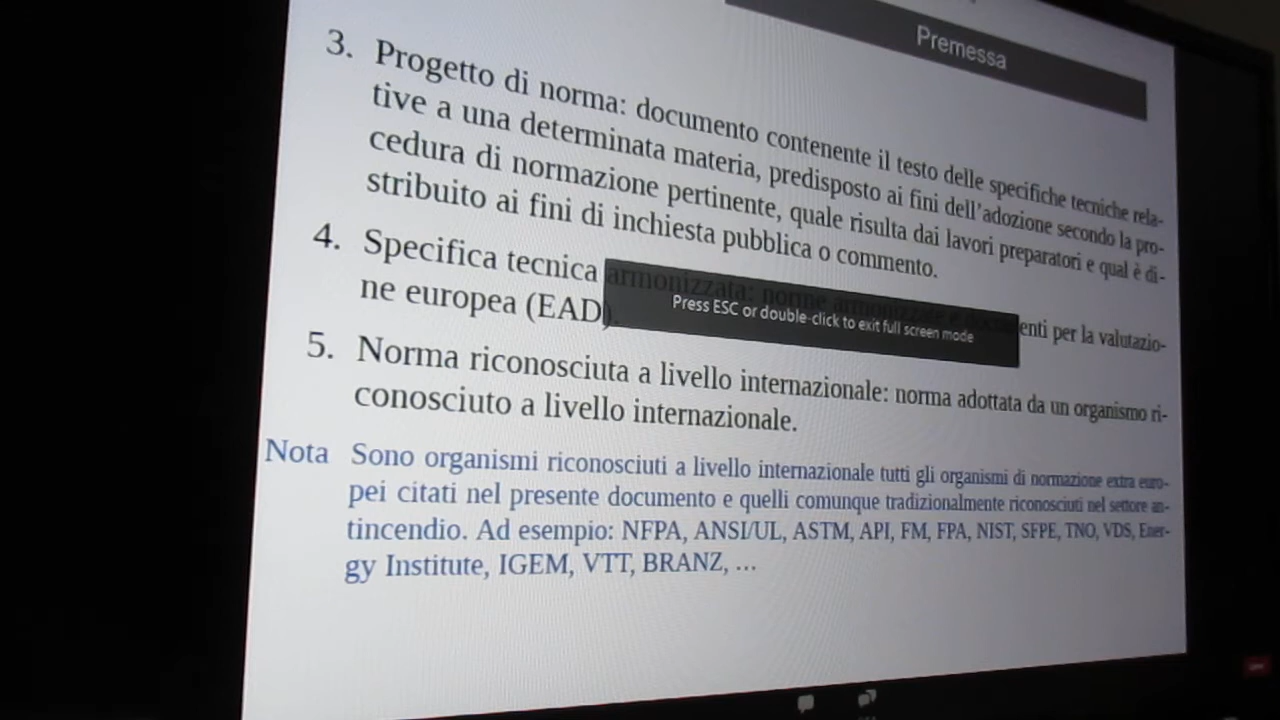 Premessa
3. Progetto di norma: documento contenente il testo delle specifiche tecniche rela-
tive a una determinata materia, predisposto ai fini dell'adozione secondo la pro-
cedura di normazione pertinente, quale risulta dai lavori preparatori e qual è di-
stribuito ai fini di inchiesta pubblica o commento.
4. Specifica tecnica armonizzata: norme armonizzate e documenti per la valutazio-
ne europea (EAD).
Press ESC or double-click to exit full screen mode
5. Norma riconosciuta a livello internazionale: norma adottata da un organismo ri-
conosciuto a livello internazionale.
Nota Sono organismi riconosciuti a livello internazionale tutti gli organismi di normazione extra euro-
pei citati nel presente documento e quelli comunque tradizionalmente riconosciuti nel settore an-
tincendio. Ad esempio: NFPA, ANSI/UL, ASTM, API, FM, FPA, NIST, SFPE, TNO, VDS, Ener-
gy Institute, IGEM, VTT, BRANZ, …